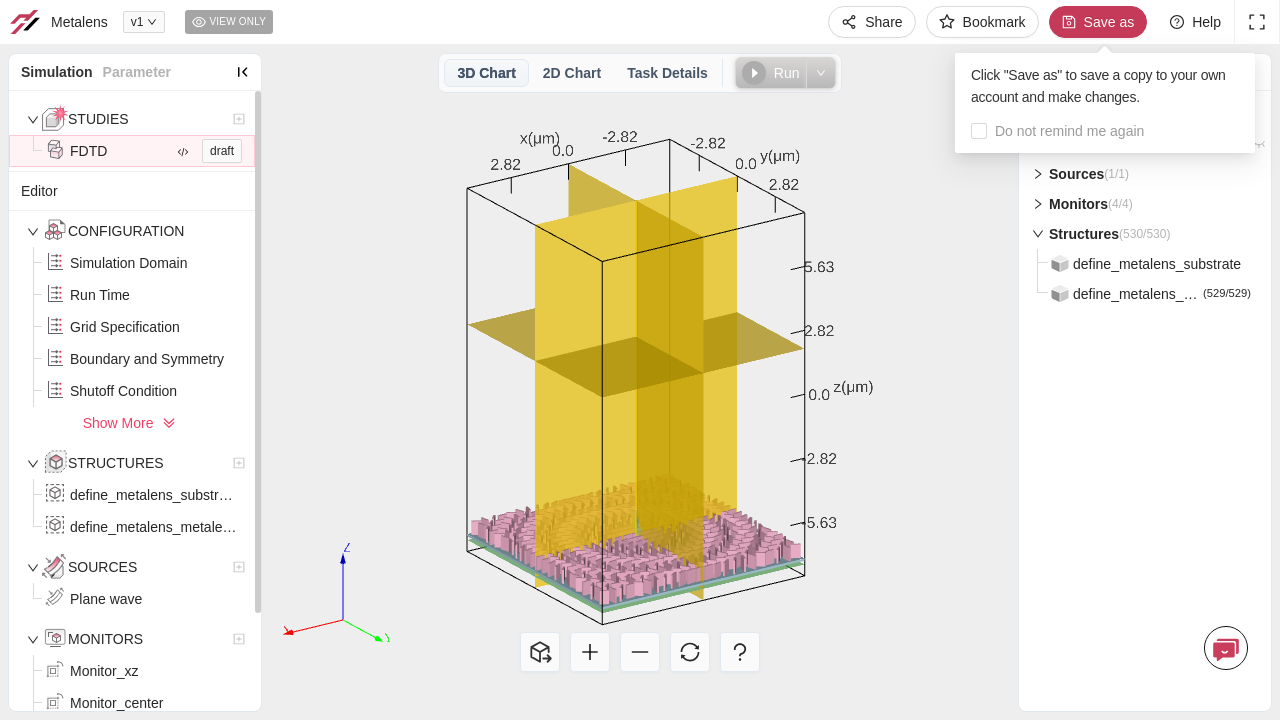 Metalens
v1
VIEW ONLY
Share
Bookmark
Save as
Help
Simulation
Parameter
STUDIES
FDTD
draft
Editor
CONFIGURATION
Simulation Domain
Run Time
Grid Specification
Boundary and Symmetry
Shutoff Condition
Show More
STRUCTURES
define_metalens_substr…
define_metalens_metale…
SOURCES
Plane wave
MONITORS
Monitor_xz
Monitor_center
3D Chart
2D Chart
Task Details
Run
x(μm)
-2.82
0.0
2.82
-2.82
0.0
y(μm)
2.82
5.63
2.82
0.0
z(μm)
-2.82
-5.63
Z
Click "Save as" to save a copy to your own
account and make changes.
Do not remind me again
Sources(1/1)
Monitors(4/4)
Structures(530/530)
define_metalens_substrate
define_metalens_... (529/529)